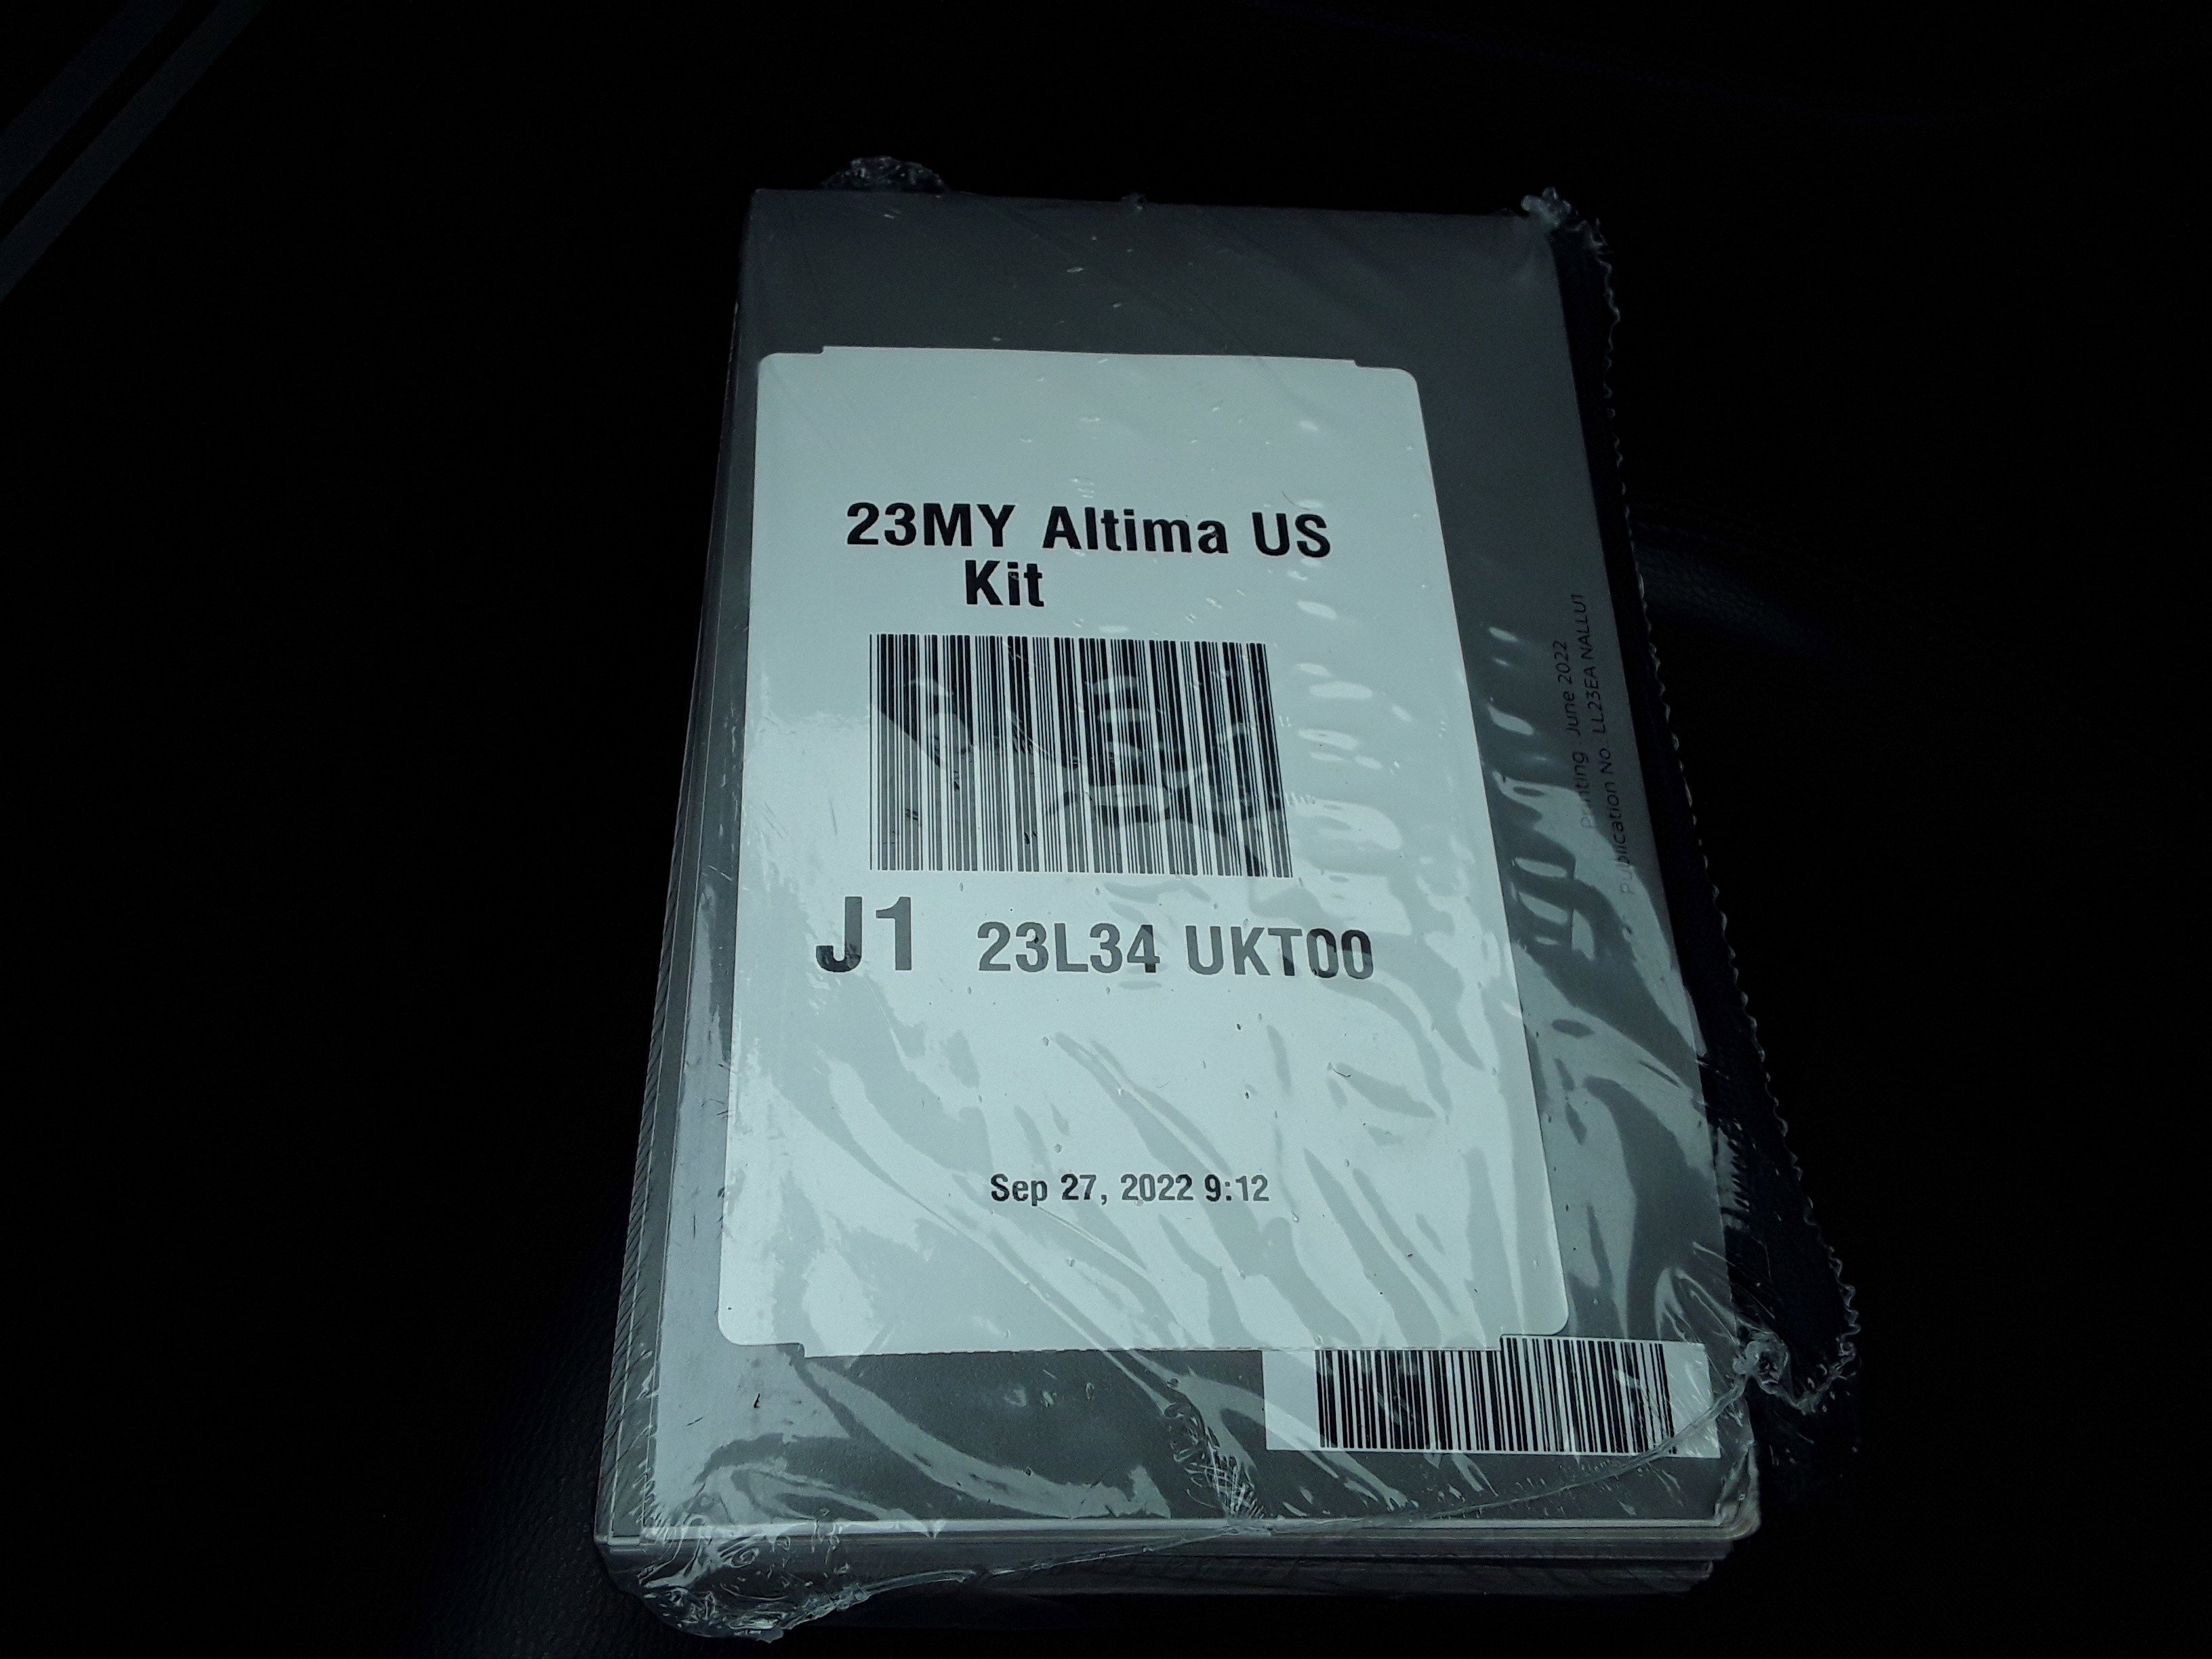 23MY Altima US
Kit
J1 23L34 UKT00
Sep 27, 2022 9:12
Printing: June 2022
Publication No.: LL23EA NALLU1